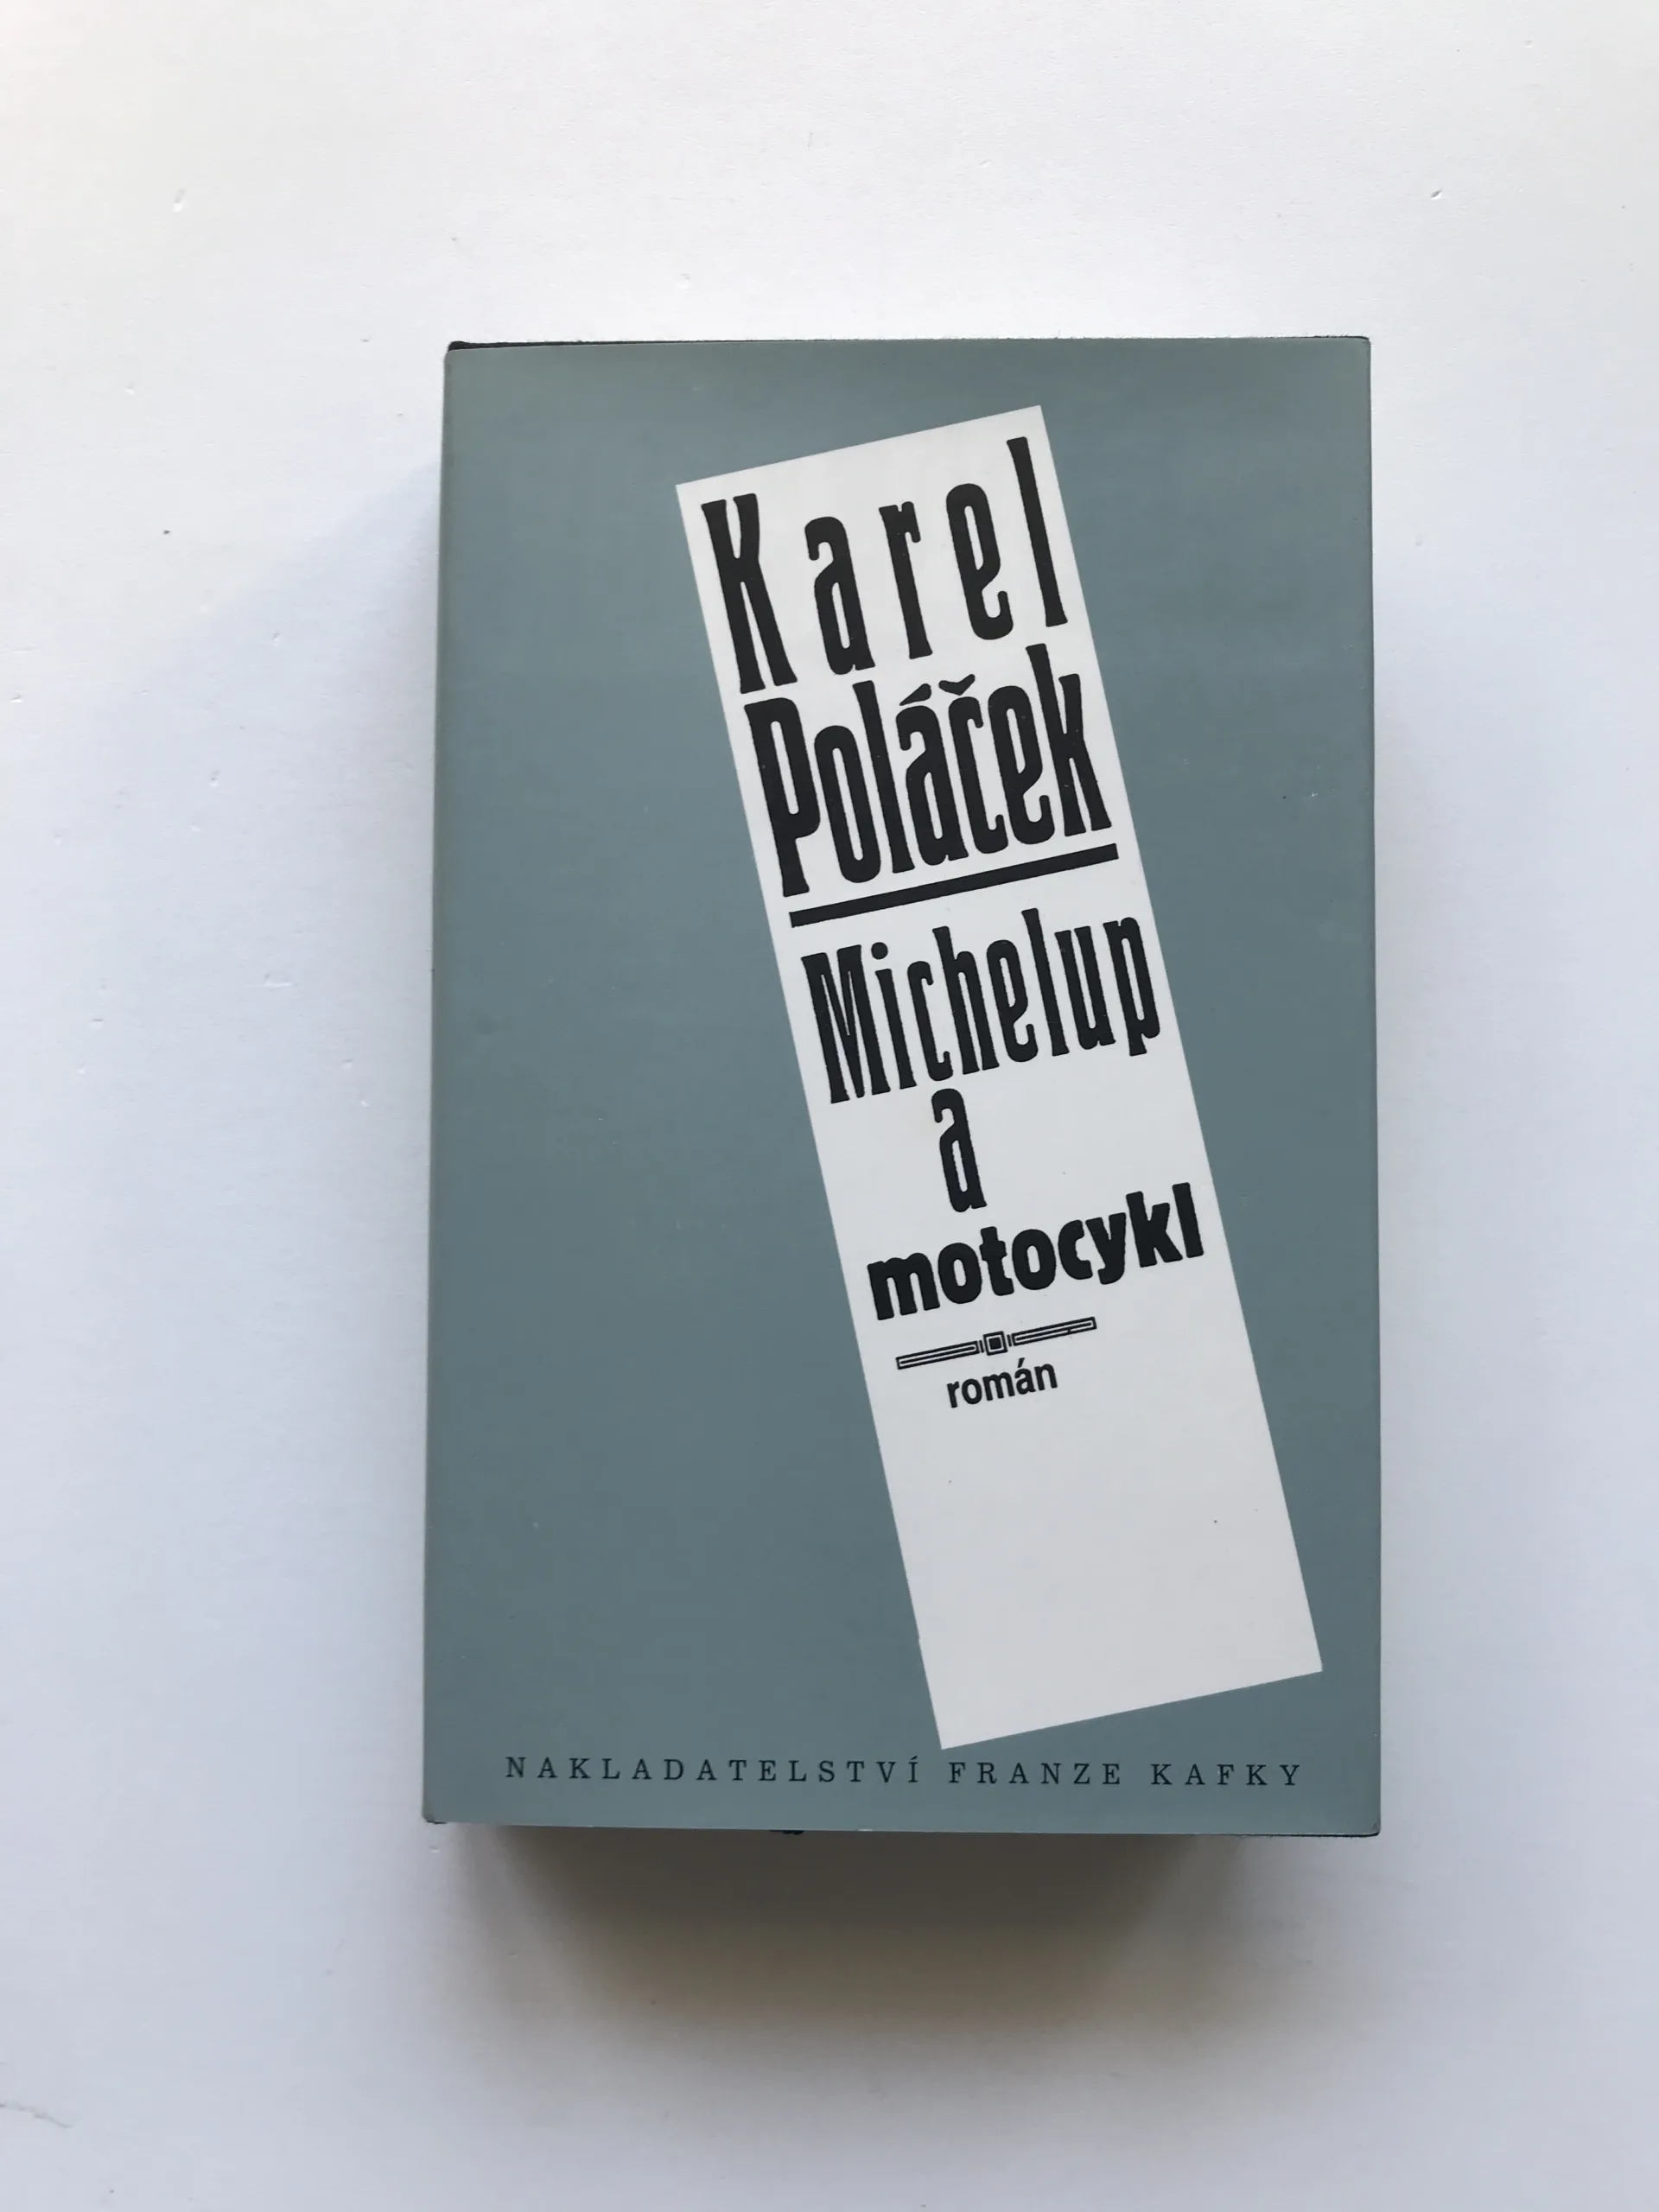 Karel
Poláček
Michelup
a
motocykl
román
NAKLADATELSTVÍ FRANZE KAFKY